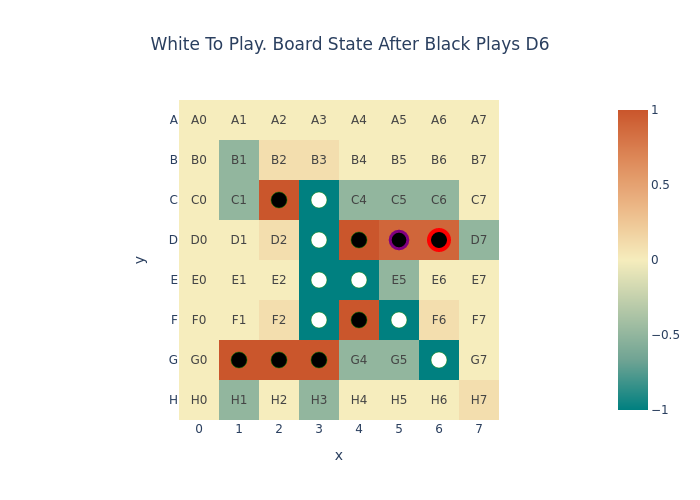 White To Play. Board State After Black Plays D6
A A0 A1 A2 A3 A4 A5 A6 A7 1
B B0 B1 B2 B3 B4 B5 B6 B7 0.5
C C0 C1 C4 C5 C6 C7
D D0 D1 D2 D7 0
y
E E0 E1 E2 E5 E6 E7
F F0 F1 F2 F6 F7 −0.5
G G0 G4 G5 G7
H H0 H1 H2 H3 H4 H5 H6 H7 −1
0 1 2 3 4 5 6 7
x